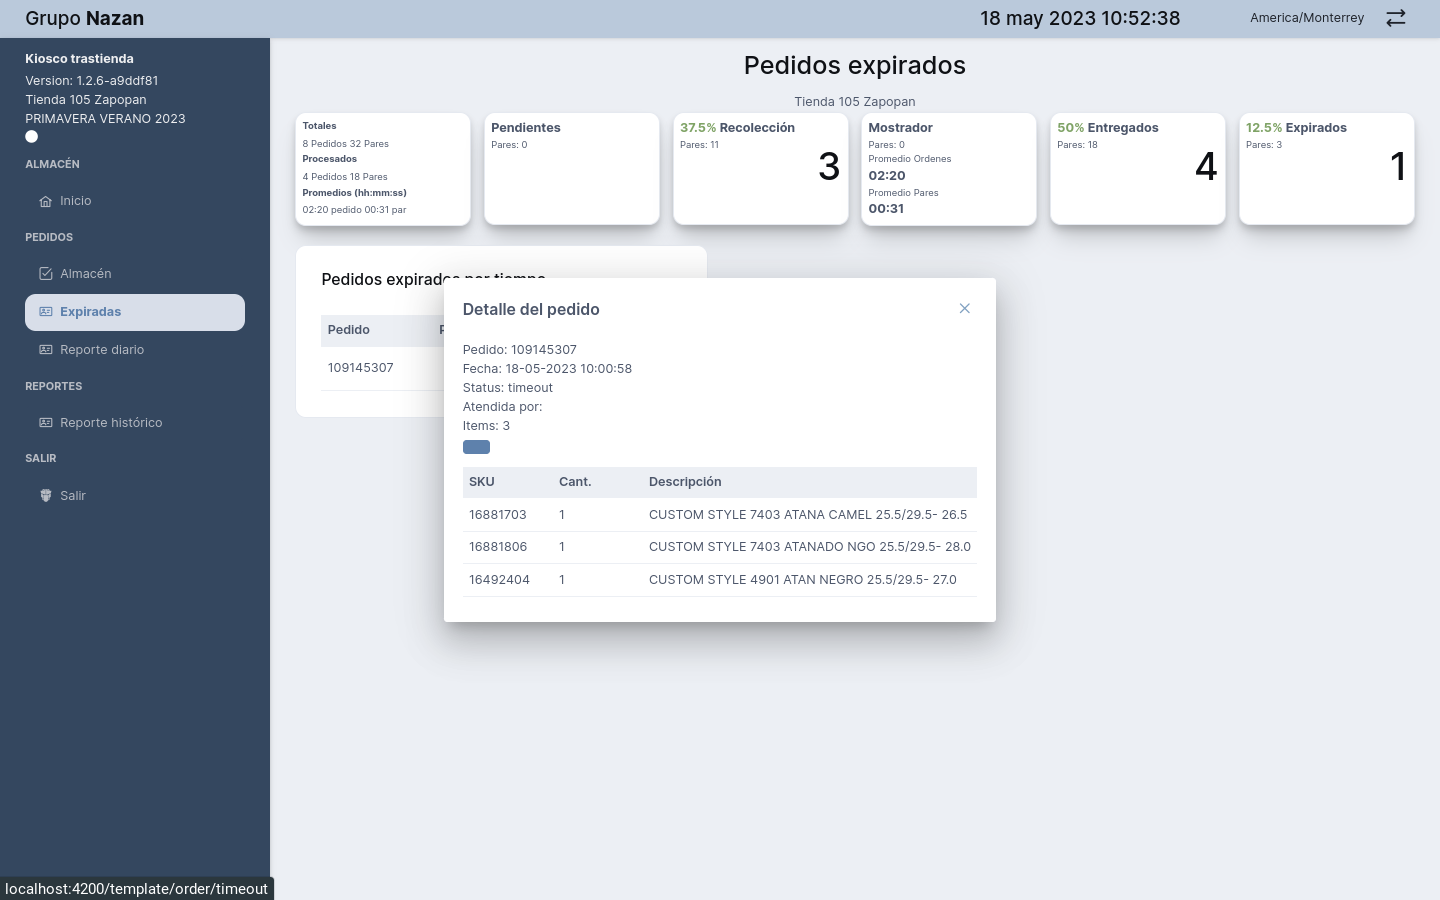 Grupo Nazan
18 may 2023 10:52:38
America/Monterrey
Kiosco trastienda
Version: 1.2.6-a9ddf81
Tienda 105 Zapopan
PRIMAVERA VERANO 2023
ALMACÉN
Inicio
PEDIDOS
Almacén
Expiradas
Reporte diario
REPORTES
Reporte histórico
SALIR
Salir
Pedidos expirados
Tienda 105 Zapopan
Totales
8 Pedidos 32 Pares
Procesados
4 Pedidos 18 Pares
Promedios (hh:mm:ss)
02:20 pedido 00:31 par
Pendientes
Pares: 0
37.5% Recolección
Pares: 11
3
Mostrador
Pares: 0
Promedio Ordenes
02:20
Promedio Pares
00:31
50% Entregados
Pares: 18
4
12.5% Expirados
Pares: 3
1
Pedidos expirados por tiempo
Pedido
109145307
Detalle del pedido
Pedido: 109145307
Fecha: 18-05-2023 10:00:58
Status: timeout
Atendida por:
Items: 3
SKU Cant. Descripción
16881703 1 CUSTOM STYLE 7403 ATANA CAMEL 25.5/29.5- 26.5
16881806 1 CUSTOM STYLE 7403 ATANADO NGO 25.5/29.5- 28.0
16492404 1 CUSTOM STYLE 4901 ATAN NEGRO 25.5/29.5- 27.0
localhost:4200/template/order/timeout